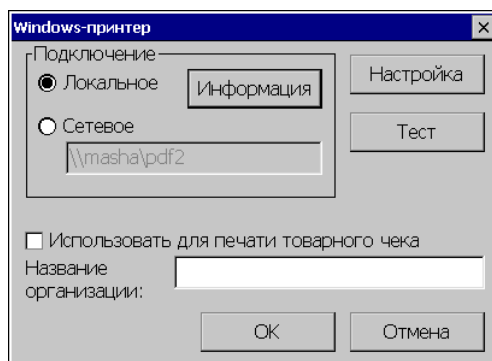 Windows-принтер
Подключение
Локальное
Информация
Настройка
Сетевое
Тест
\\masha\pdf2
Использовать для печати товарного чека
Название
организации:
OK
Отмена